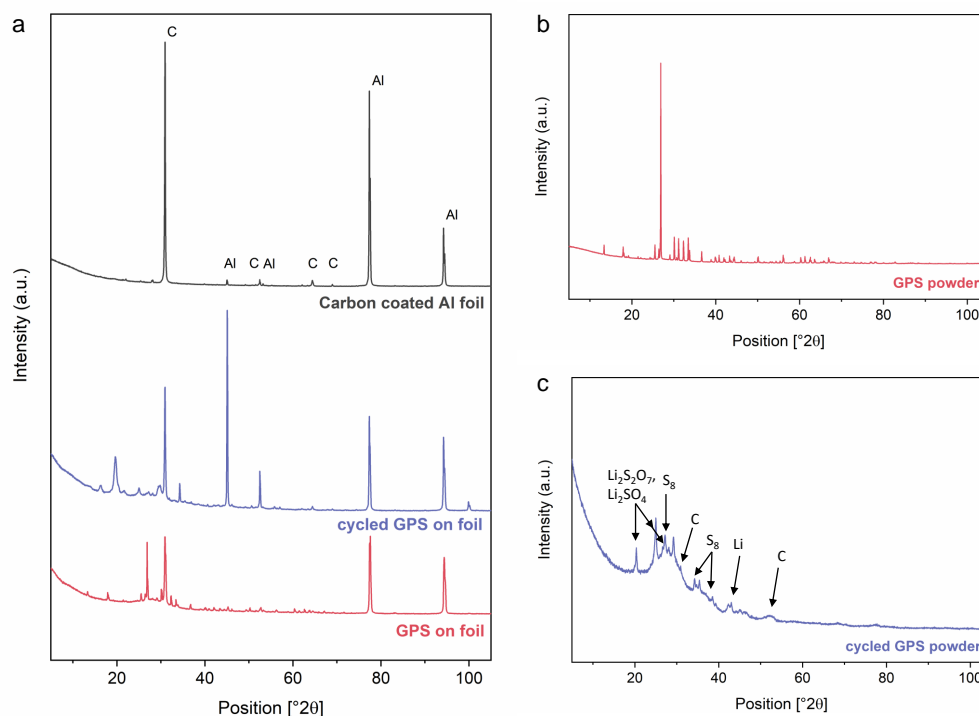 a
C
Al
Al
Al C Al C C
Carbon coated Al foil
cycled GPS on foil
GPS on foil
Intensity (a.u.)
20 40 60 80 100
Position [°2θ]
b
Intensity (a.u.)
GPS powder
20 40 60 80 100
Position [°2θ]
c
Li₂S₂O₇,
Li₂SO₄
S₈
C
S₈
Li
C
Intensity (a.u.)
cycled GPS powder
20 40 60 80 100
Position [°2θ]